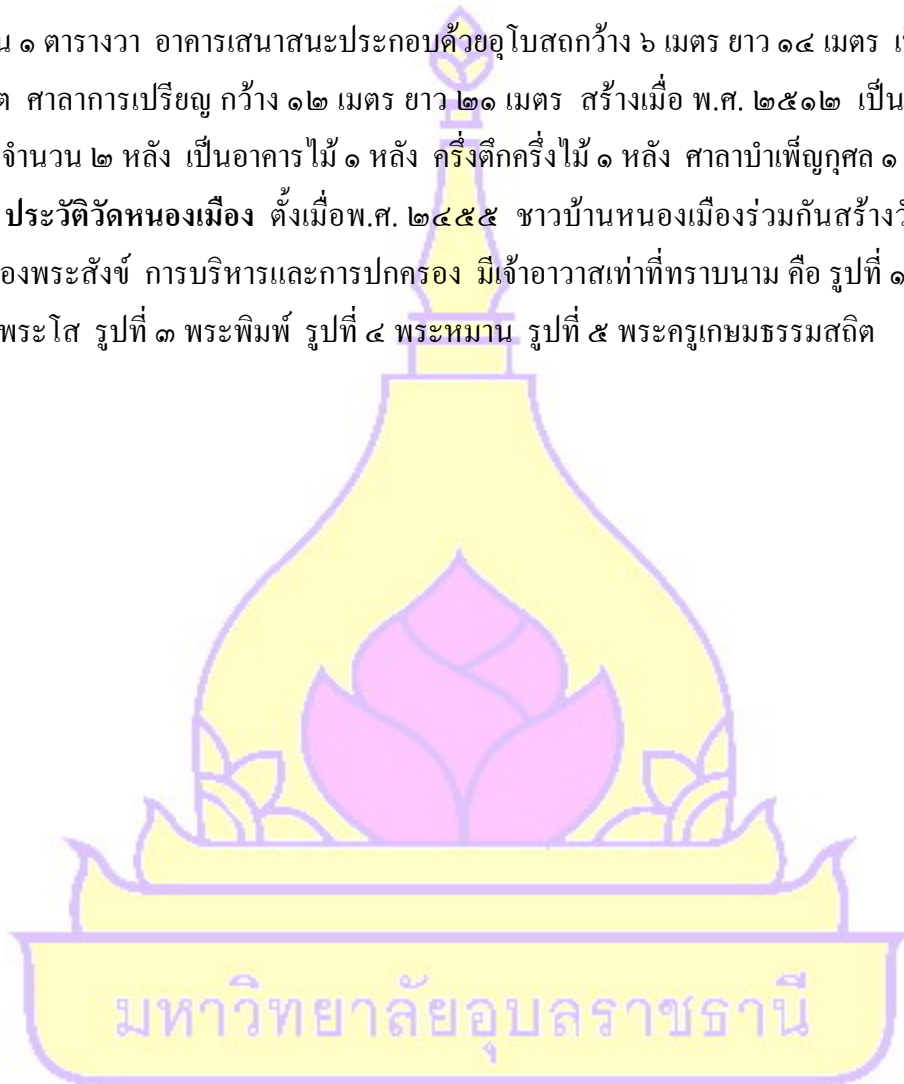 น ๑ ตารางวา อาคารเสนาสนะประกอบด้วยอุโบสถกว้าง ๖ เมตร ยาว ๑๔ เมตร เ
ต ศาลาการเปรียญ กว้าง ๑๒ เมตร ยาว ๒๑ เมตร สร้างเมื่อ พ.ศ. ๒๕๑๒ เป็น
จำนวน ๒ หลัง เป็นอาคารไม้ ๑ หลัง ครึ่งตึกครึ่งไม้ ๑ หลัง ศาลาบำเพ็ญกุศล ๑
ประวัติวัดหนองเมือง ตั้งเมื่อพ.ศ. ๒๔๕๕ ชาวบ้านหนองเมืองร่วมกันสร้างวั
องพระสังข์ การบริหารและการปกครอง มีเจ้าอาวาสเท่าที่ทราบนาม คือ รูปที่ ๑
พระโส รูปที่ ๓ พระพิมพ์ รูปที่ ๔ พระหมาน รูปที่ ๕ พระครูเกษมธรรมสถิต
มหาวิทยาลัยอุบลราชธานี